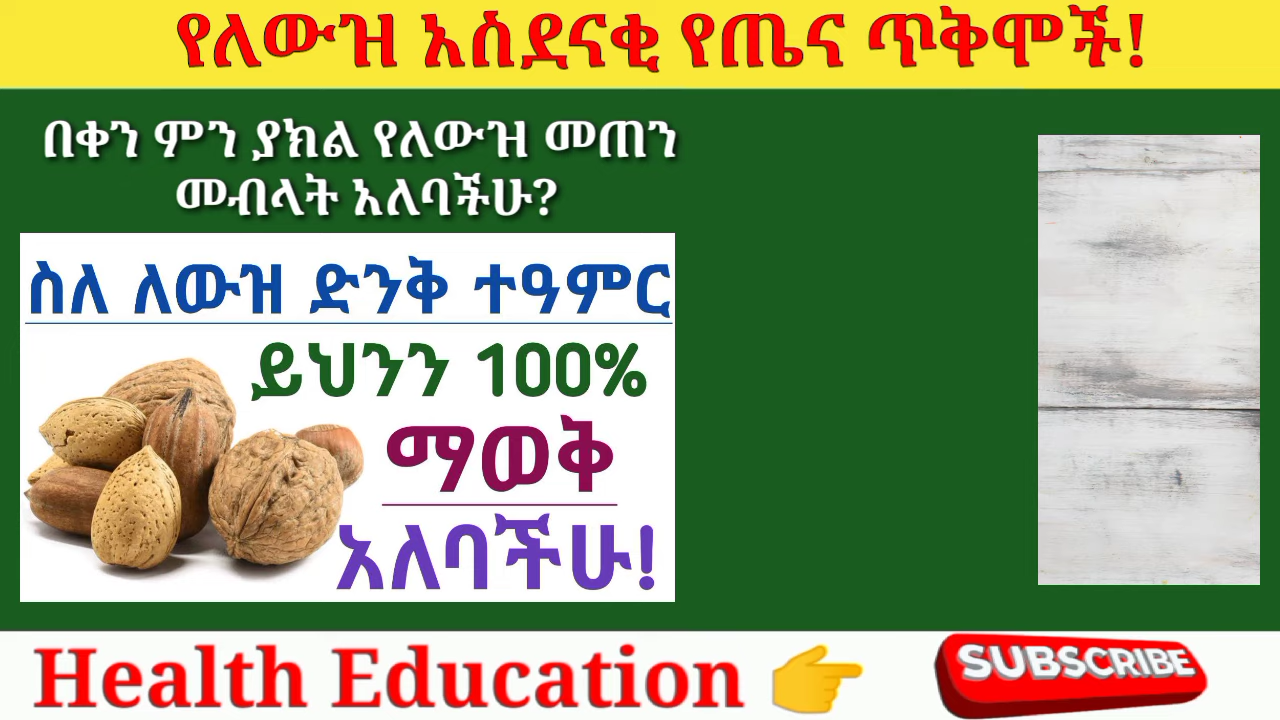 የለውዝ አስደናቂ የጤና ጥቅሞች!
በቀን ምን ያክል የለውዝ መጠን
መብላት አለባችሁ?
ስለ ለውዝ ድንቅ ተዓምር
ይህንን 100%
ማወቅ
አለባችሁ!
Health Education
SUBSCRIBE